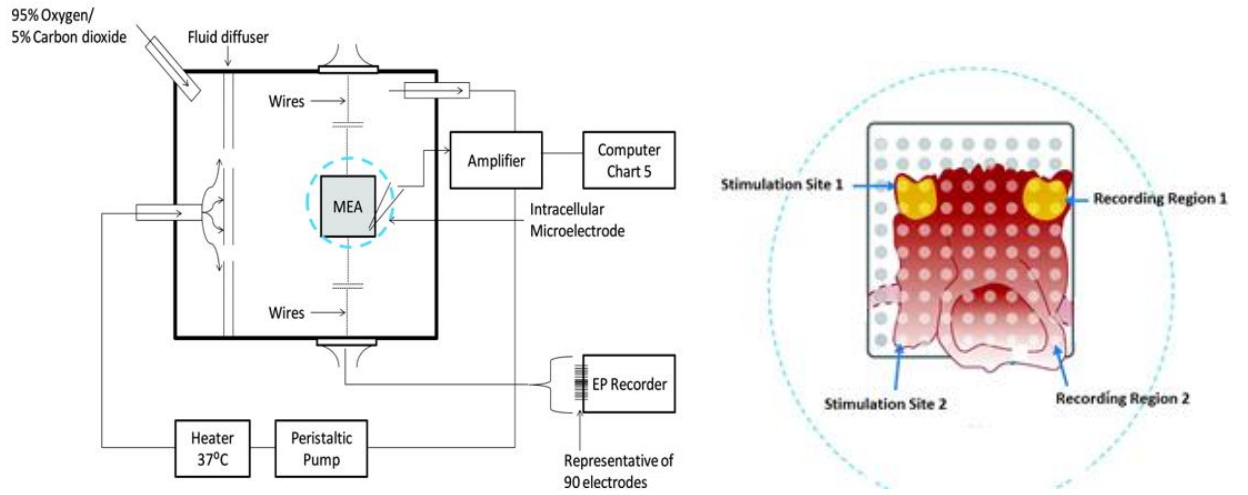 95% Oxygen/
5% Carbon dioxide
Fluid diffuser
Wires
Amplifier
Computer
Chart 5
MEA
Intracellular
Microelectrode
Wires
EP Recorder
Heater
37⁰C
Peristaltic
Pump
Representative of
90 electrodes
Stimulation Site 1
Recording Region 1
Stimulation Site 2
Recording Region 2